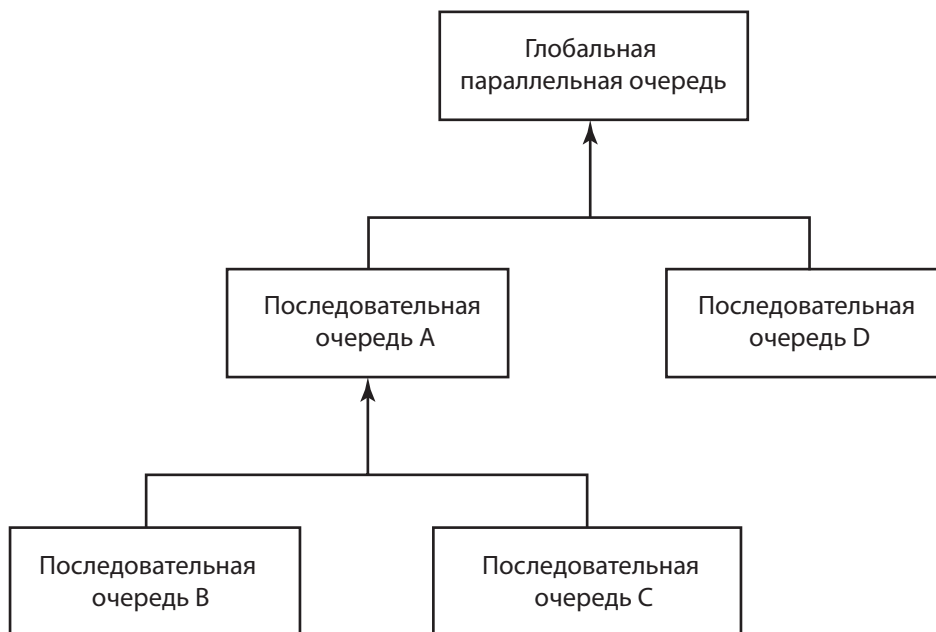 Глобальная
параллельная очередь
Последовательная
очередь A
Последовательная
очередь D
Последовательная
очередь B
Последовательная
очередь C